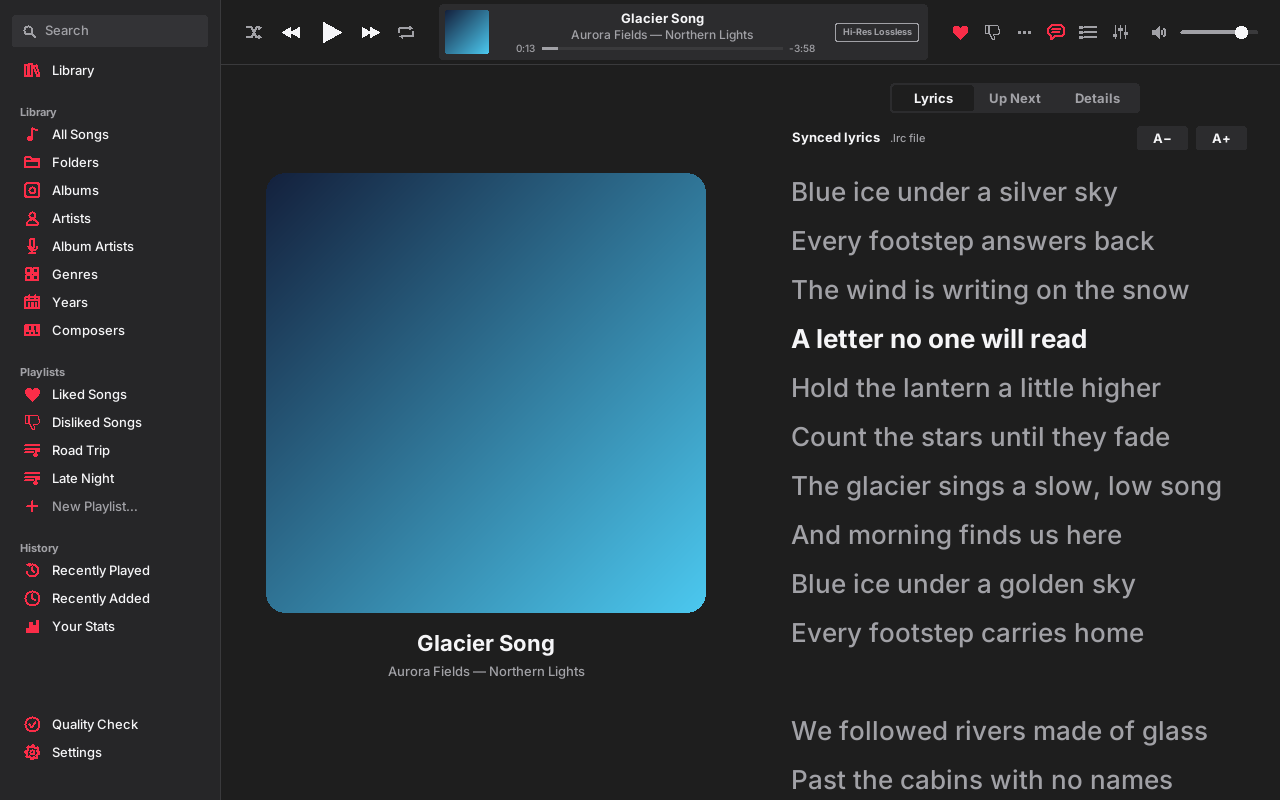 Search
Library
Library
All Songs
Folders
Albums
Artists
Album Artists
Genres
Years
Composers
Playlists
Liked Songs
Disliked Songs
Road Trip
Late Night
New Playlist...
History
Recently Played
Recently Added
Your Stats
Quality Check
Settings
Glacier Song
Aurora Fields — Northern Lights
0:13
-3:58
Hi-Res Lossless
Glacier Song
Aurora Fields — Northern Lights
Lyrics Up Next Details
Synced lyrics .lrc file A− A+
Blue ice under a silver sky
Every footstep answers back
The wind is writing on the snow
A letter no one will read
Hold the lantern a little higher
Count the stars until they fade
The glacier sings a slow, low song
And morning finds us here
Blue ice under a golden sky
Every footstep carries home
We followed rivers made of glass
Past the cabins with no names